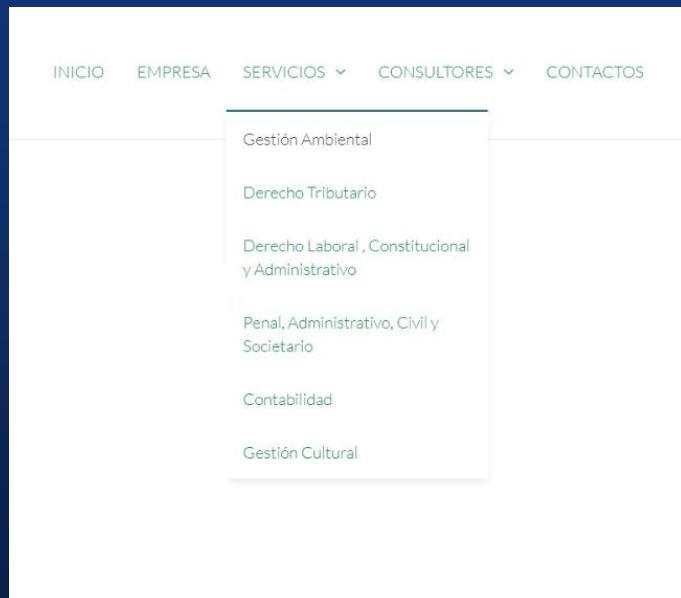 INICIO EMPRESA SERVICIOS CONSULTORES CONTACTOS
Gestión Ambiental
Derecho Tributario
Derecho Laboral , Constitucional
y Administrativo
Penal, Administrativo, Civil y
Societario
Contabilidad
Gestión Cultural